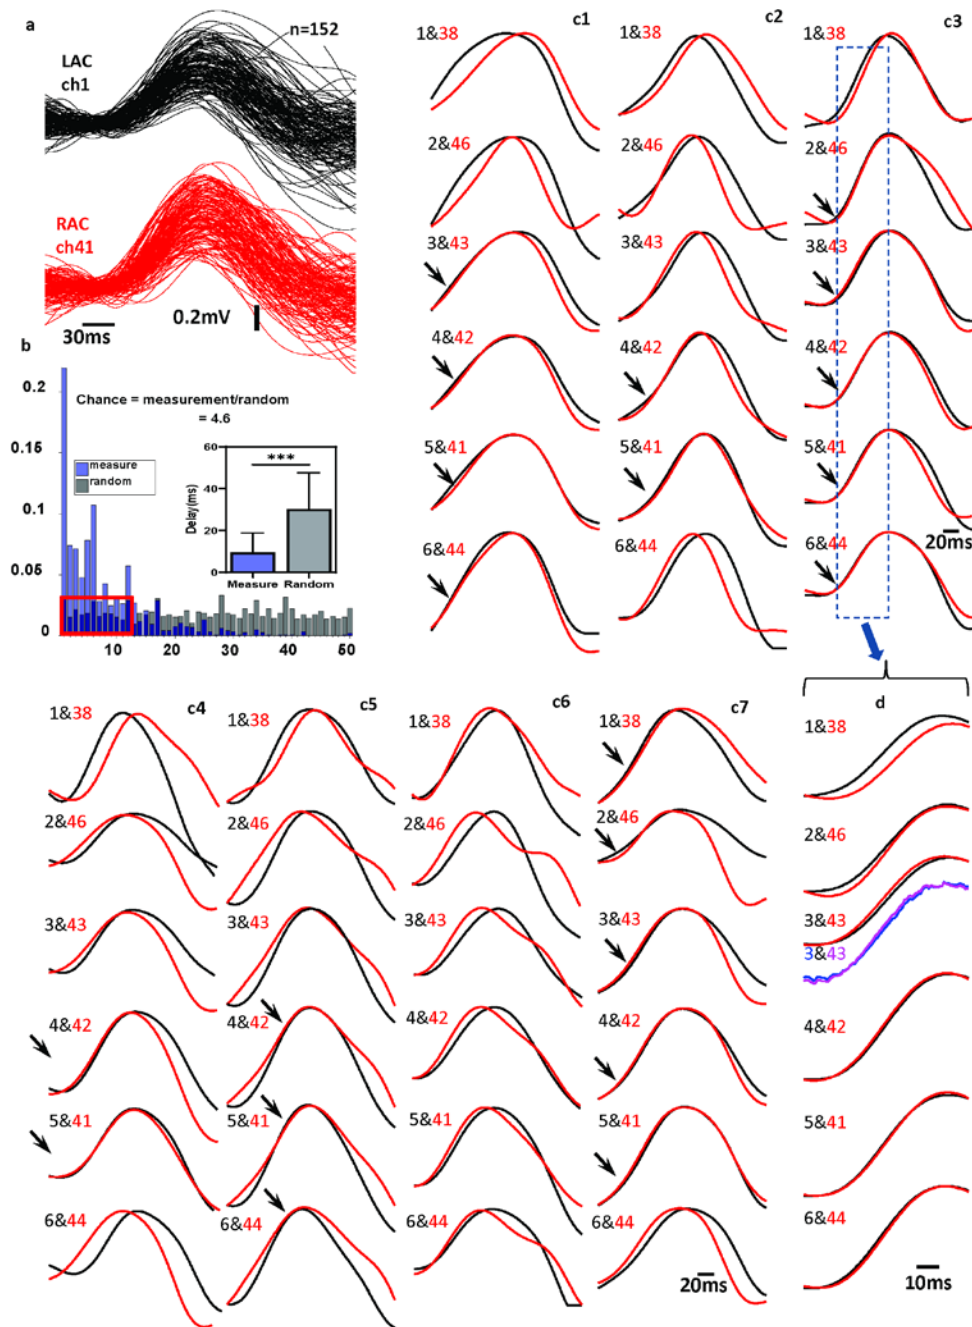 a
n=152
LAC
ch1
RAC
ch41
30ms
0.2mV
b
0.2
0.15
0.1
0.05
0
Chance = measurement/random
= 4.6
measure
random
Delay(ms)
60
40
20
0
***
Measure
Random
10
20
30
40
50
c1
1&38
2&46
3&43
4&42
5&41
6&44
c2
1&38
2&46
3&43
4&42
5&41
6&44
c3
1&38
2&46
3&43
4&42
5&41
20ms
6&44
c4
1&38
2&46
3&43
4&42
5&41
6&44
c5
1&38
2&46
3&43
4&42
5&41
6&44
c6
1&38
2&46
3&43
4&42
5&41
6&44
c7
1&38
2&46
3&43
4&42
5&41
6&44
20ms
d
1&38
2&46
3&43
3&43
4&42
5&41
6&44
10ms